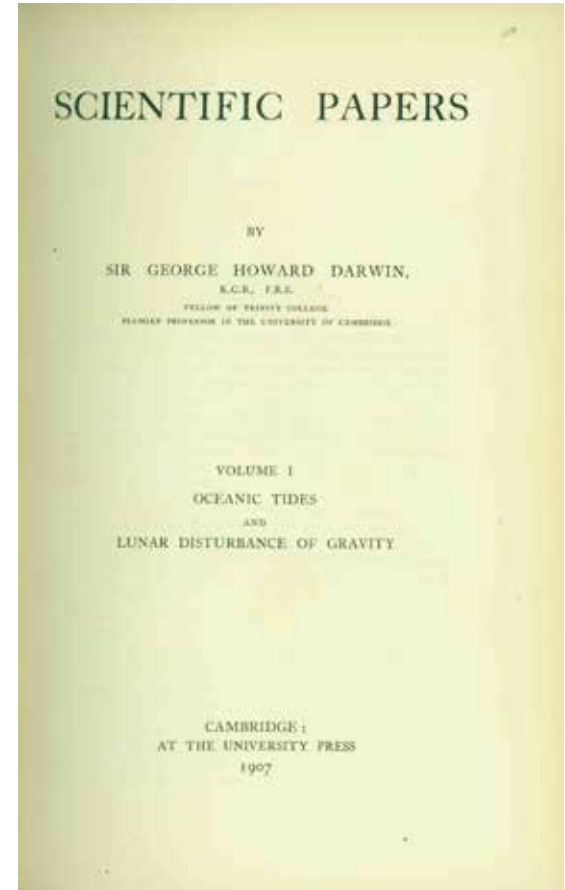 SCIENTIFIC PAPERS
BY
SIR GEORGE HOWARD DARWIN,
K.C.B., F.R.S.
FELLOW OF TRINITY COLLEGE
PLUMIAN PROFESSOR IN THE UNIVERSITY OF CAMBRIDGE
VOLUME I
OCEANIC TIDES
AND
LUNAR DISTURBANCE OF GRAVITY
CAMBRIDGE:
AT THE UNIVERSITY PRESS
1907